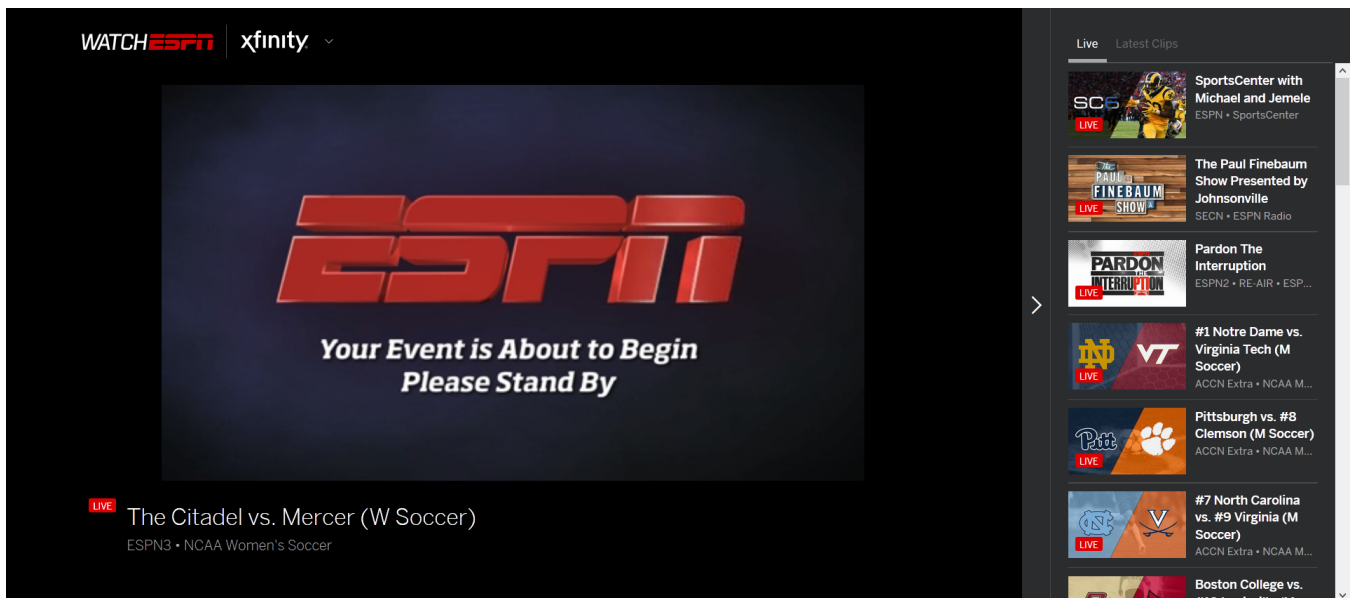 WATCH ESPN xfinity
ESPN
Your Event is About to Begin
Please Stand By
LIVE
The Citadel vs. Mercer (W Soccer)
ESPN3 • NCAA Women's Soccer
Live Latest Clips
SC6
LIVE
SportsCenter with
Michael and Jemele
ESPN • SportsCenter
The
PAUL
FINEBAUM
SHOW
LIVE
The Paul Finebaum
Show Presented by
Johnsonville
SECN • ESPN Radio
PARDON
THE
INTERRUPTION
LIVE
Pardon The
Interruption
ESPN2 • RE-AIR • ESP...
ND
VT
LIVE
#1 Notre Dame vs.
Virginia Tech (M
Soccer)
ACCN Extra • NCAA M...
Pitt
LIVE
Pittsburgh vs. #8
Clemson (M Soccer)
ACCN Extra • NCAA M...
NC
V
LIVE
#7 North Carolina
vs. #9 Virginia (M
Soccer)
ACCN Extra • NCAA M...
Boston College vs.